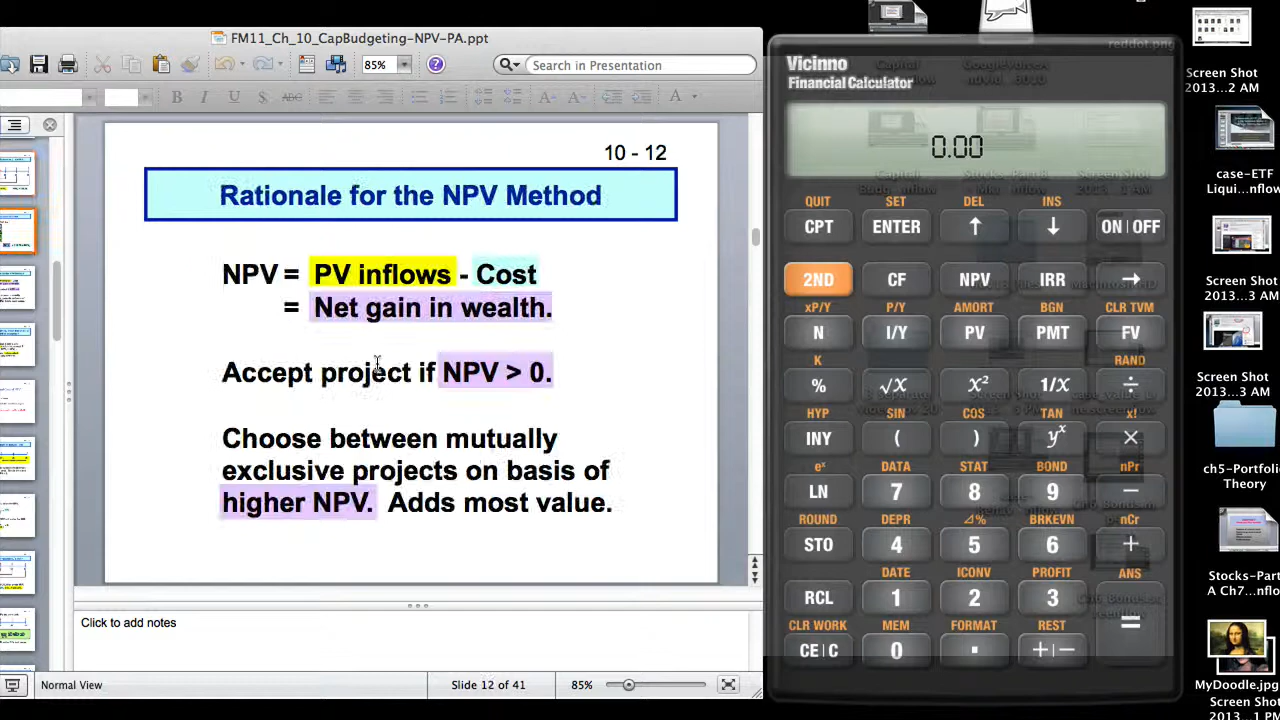 FM11_Ch_10_CapBudgeting-NPV-PA.ppt
85%
Search in Presentation
B I U ABC A A A
10 - 12
Rationale for the NPV Method
NPV = PV inflows - Cost
= Net gain in wealth.
Accept project if NPV > 0.
Choose between mutually
exclusive projects on basis of
higher NPV. Adds most value.
Click to add notes
Normal View
Slide 12 of 41
85%
Vicinno
Financial Calculator
0.00
QUIT SET DEL INS
CPT ENTER ↑ ↓ ON|OFF
2ND CF NPV IRR →
xP/Y P/Y AMORT BGN CLR TVM
N I/Y PV PMT FV
K RAND
% √x x² 1/x ÷
HYP SIN COS TAN x!
INY ( ) yˣ ×
eˣ DATA STAT BOND nPr
LN 7 8 9 −
ROUND DEPR ⊿% BRKEVN nCr
STO 4 5 6 +
DATE ICONV PROFIT ANS
RCL 1 2 3 =
CLR WORK MEM FORMAT REST
CE|C 0 . +|−
reddot.png
Screen Shot
2013...2 AM
case-ETF
Liqui...nflow
Screen Shot
2013...3 AM
Screen Shot
2013...3 AM
ch5-Portfolio
Theory
Stocks-Part
A Ch7...nflow
MyDoodle.jpg
Screen Shot
2013...1 PM